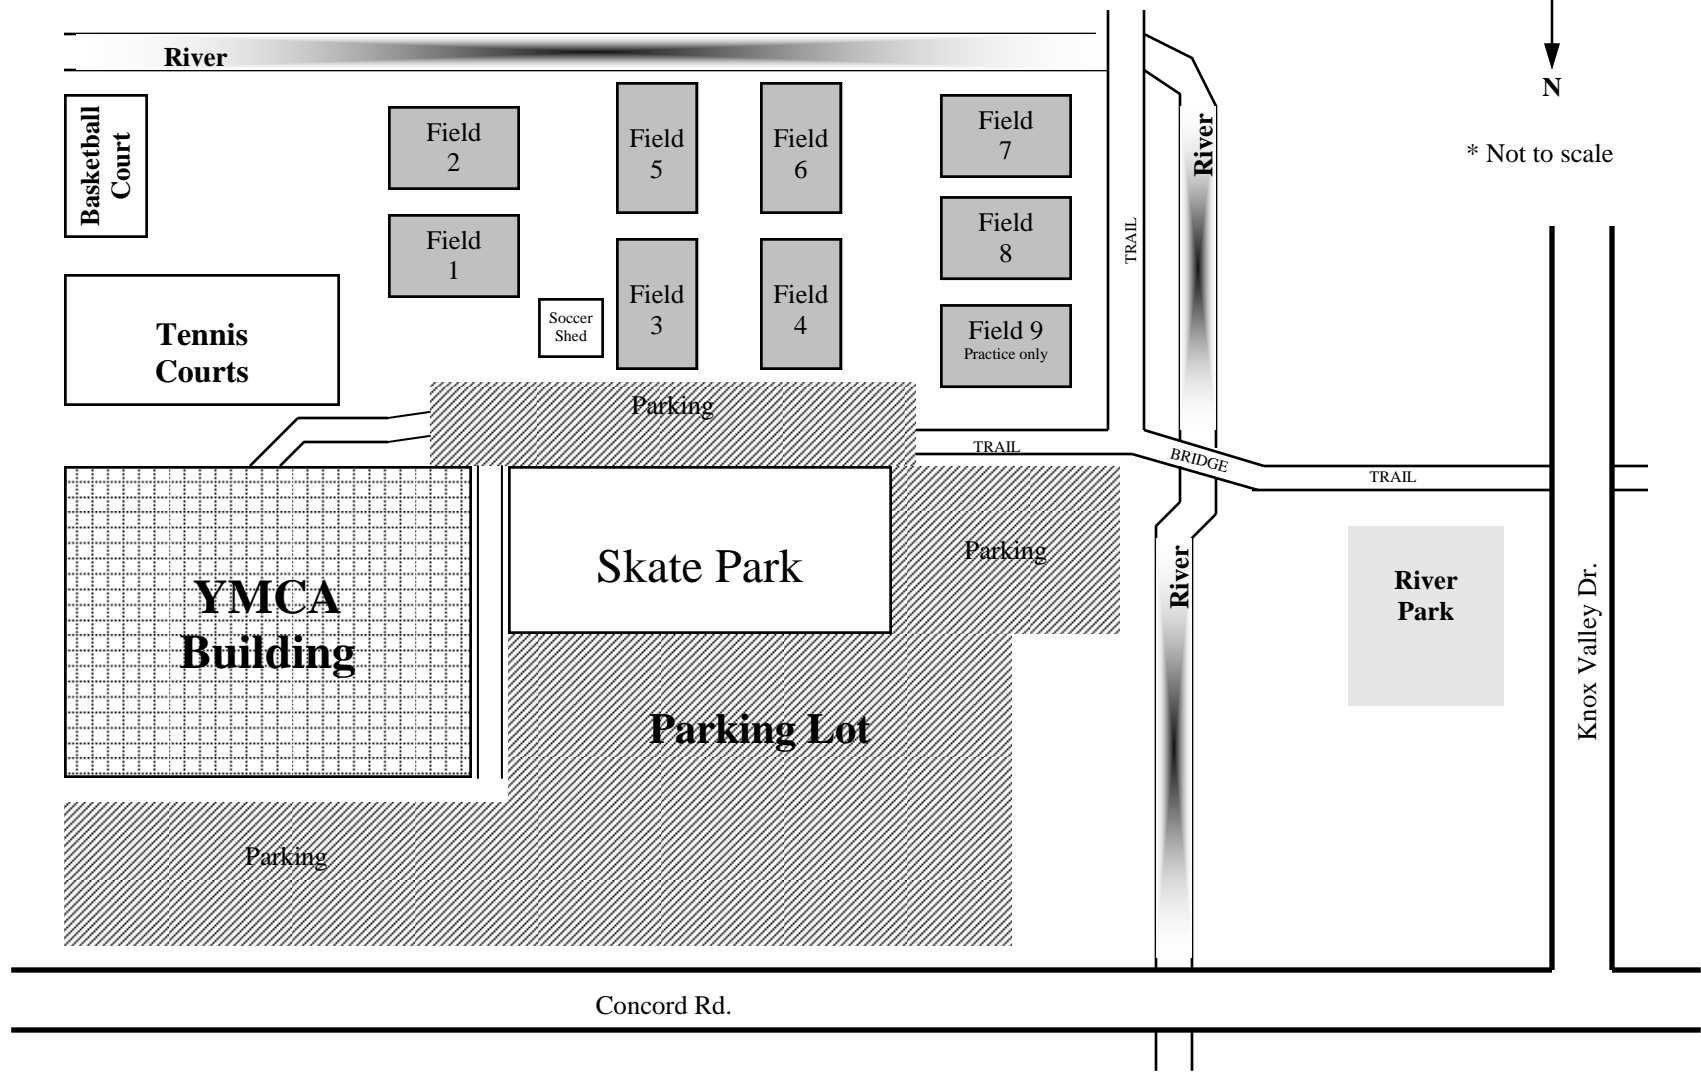 River
N
* Not to scale
Basketball
Court
Field
2
Field
5
Field
6
Field
7
River
Field
1
Field
8
TRAIL
Tennis
Courts
Soccer
Shed
Field
3
Field
4
Field 9
Practice only
Parking
TRAIL
BRIDGE
TRAIL
YMCA
Building
Skate Park
Parking
River
River
Park
Knox Valley Dr.
Parking Lot
Parking
Concord Rd.